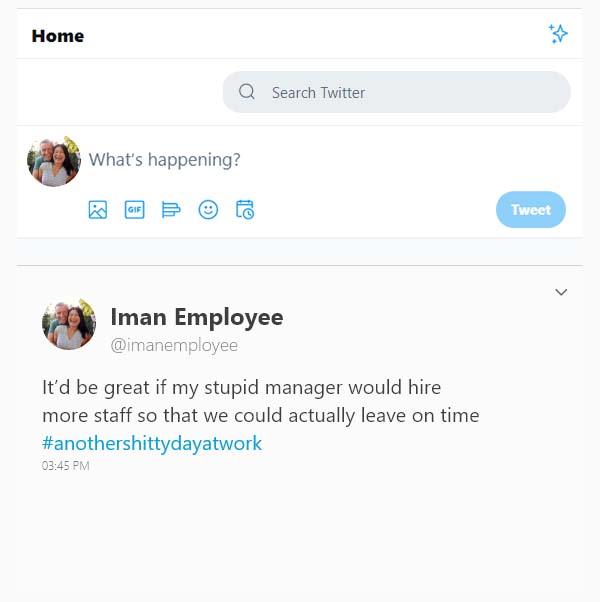 Home
Search Twitter
What's happening?
GIF
Tweet
Iman Employee
@imanemployee
It’d be great if my stupid manager would hire
more staff so that we could actually leave on time
#anothershittydayatwork
03:45 PM